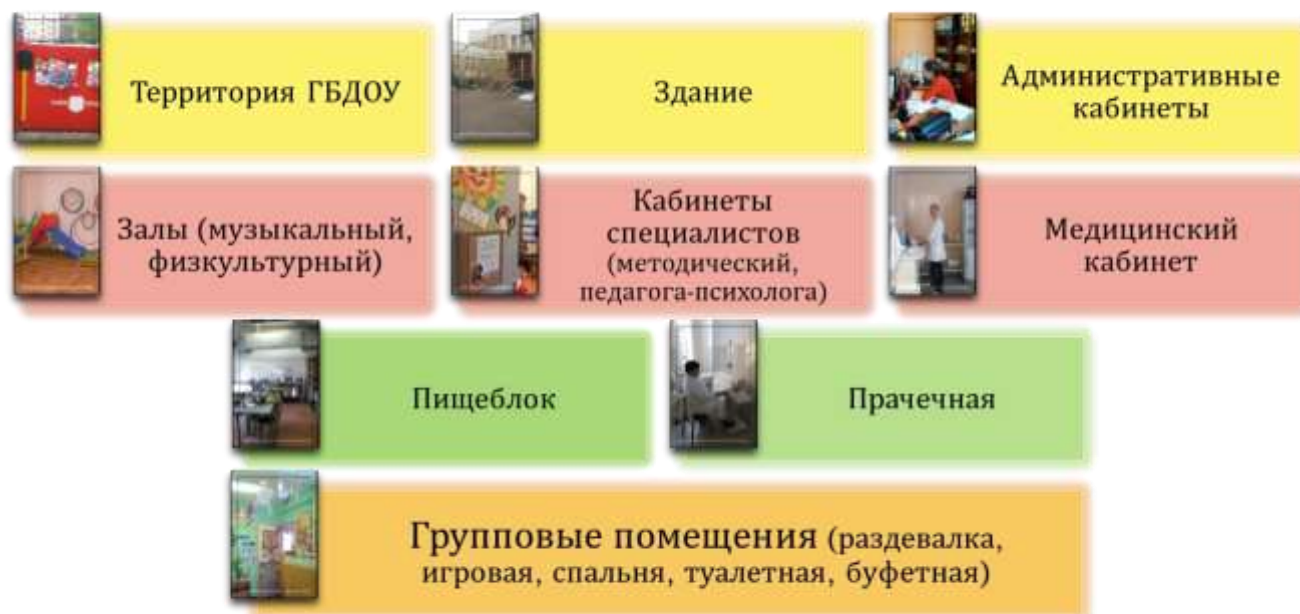 Территория ГБДОУ
Здание
Административные
кабинеты
Залы (музыкальный,
физкультурный)
Кабинеты
специалистов
(методический,
педагога-психолога)
Медицинский
кабинет
Пищеблок
Прачечная
Групповые помещения (раздевалка,
игровая, спальня, туалетная, буфетная)